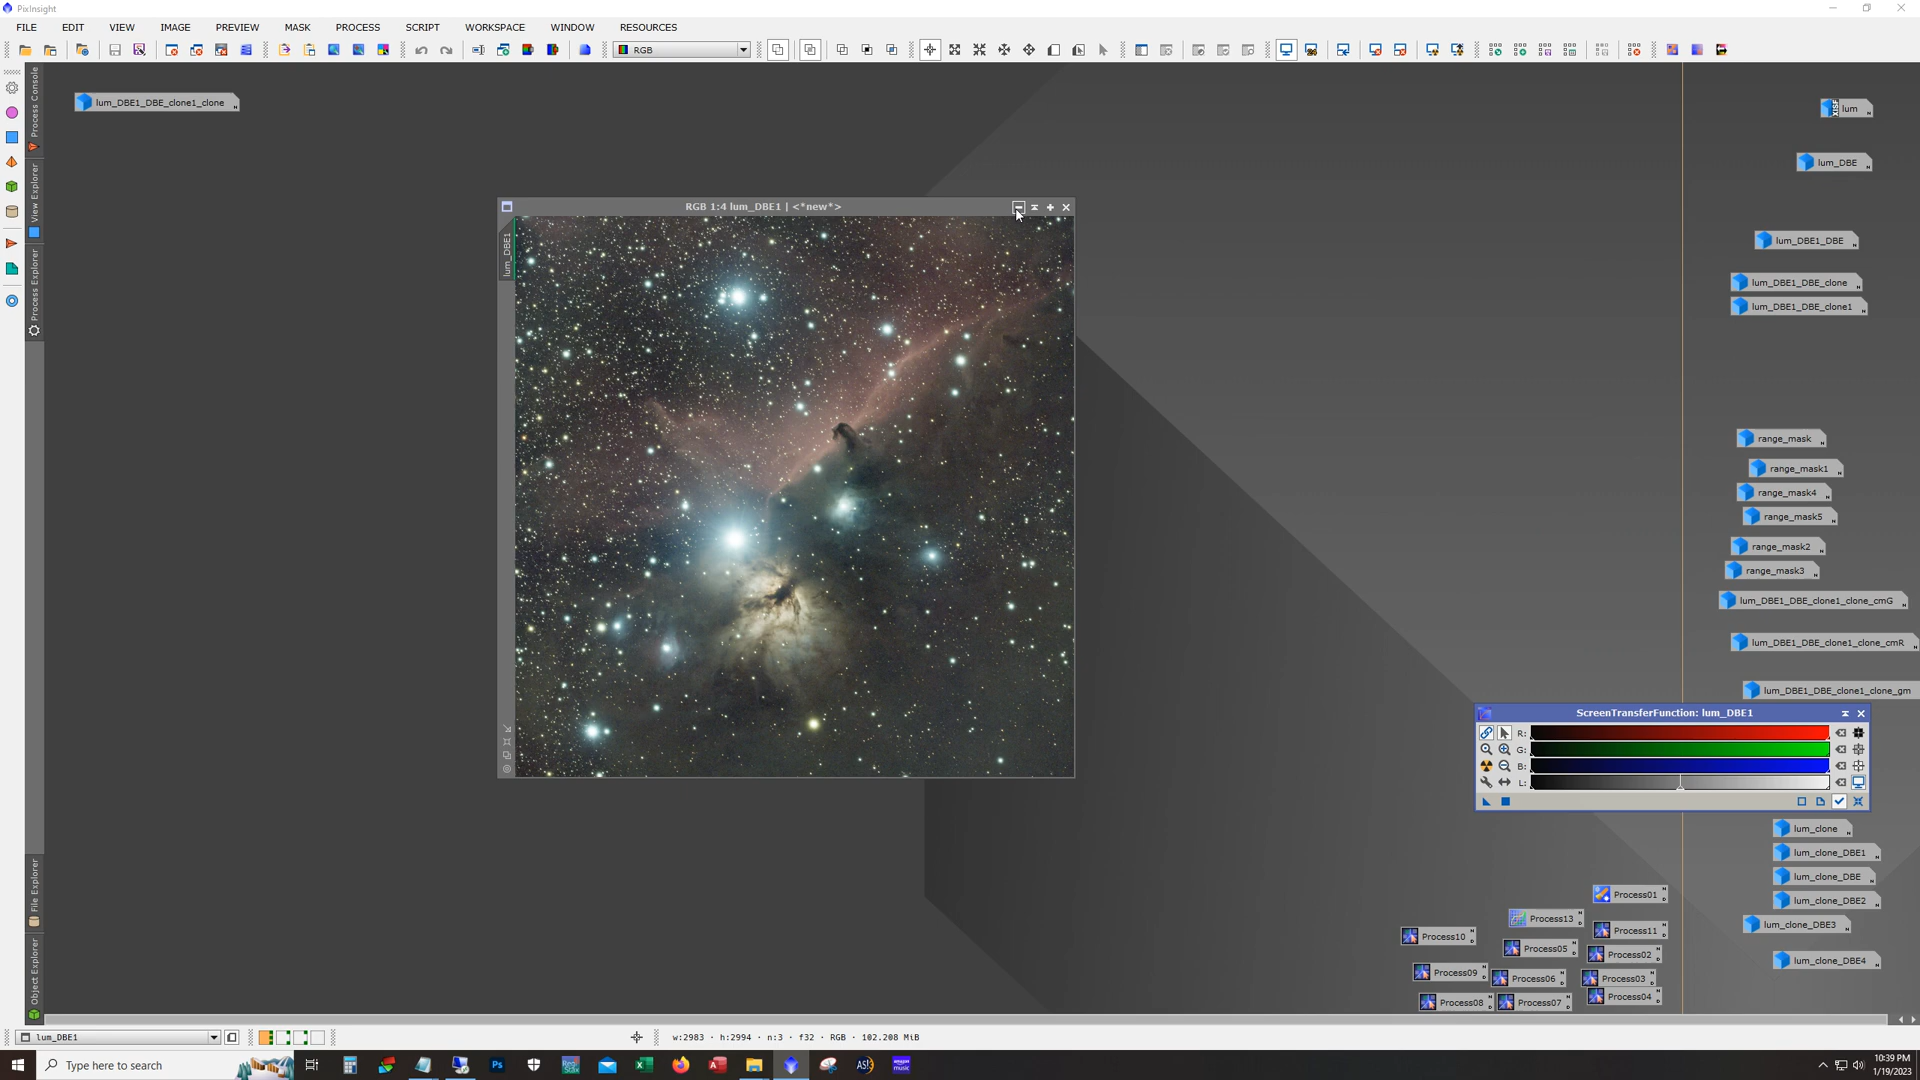 PixInsight
FILE EDIT VIEW IMAGE PREVIEW MASK PROCESS SCRIPT WORKSPACE WINDOW RESOURCES
RGB
Process Console
View Explorer
Process Explorer
File Explorer
Object Explorer
lum_DBE1_DBE_clone1_clone
RGB 1:4 lum_DBE1 | <*new*>
lum_DBE1
lum
lum_DBE
lum_DBE1_DBE
lum_DBE1_DBE_clone
lum_DBE1_DBE_clone1
range_mask
range_mask1
range_mask4
range_mask5
range_mask2
range_mask3
lum_DBE1_DBE_clone1_clone_cmG
lum_DBE1_DBE_clone1_clone_cmR
lum_DBE1_DBE_clone1_clone_gm
ScreenTransferFunction: lum_DBE1
R:
G:
B:
L:
lum_clone
lum_clone_DBE1
lum_clone_DBE
lum_clone_DBE2
lum_clone_DBE3
lum_clone_DBE4
Process01
Process13
Process11
Process10
Process05
Process02
Process09
Process06
Process03
Process04
Process08
Process07
lum_DBE1
w:2983 · h:2994 · n:3 · f32 · RGB · 102.208 MiB
Type here to search
10:39 PM
1/19/2023